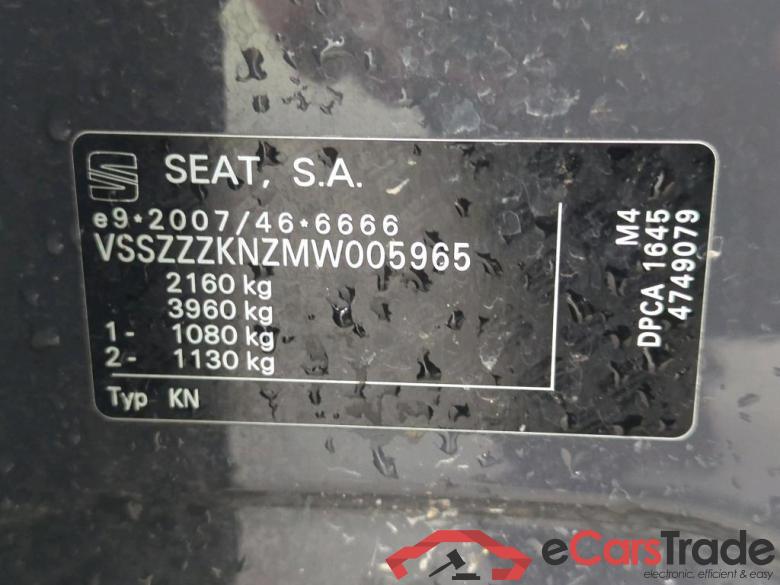 SEAT, S.A.
e9*2007/46*6666
VSSZZZKNZMW005965
2160 kg
3960 kg
1- 1080 kg
2- 1130 kg
Typ KN
M4
DPCA 1645
4749079
eCarsTrade
electronic, efficient & easy